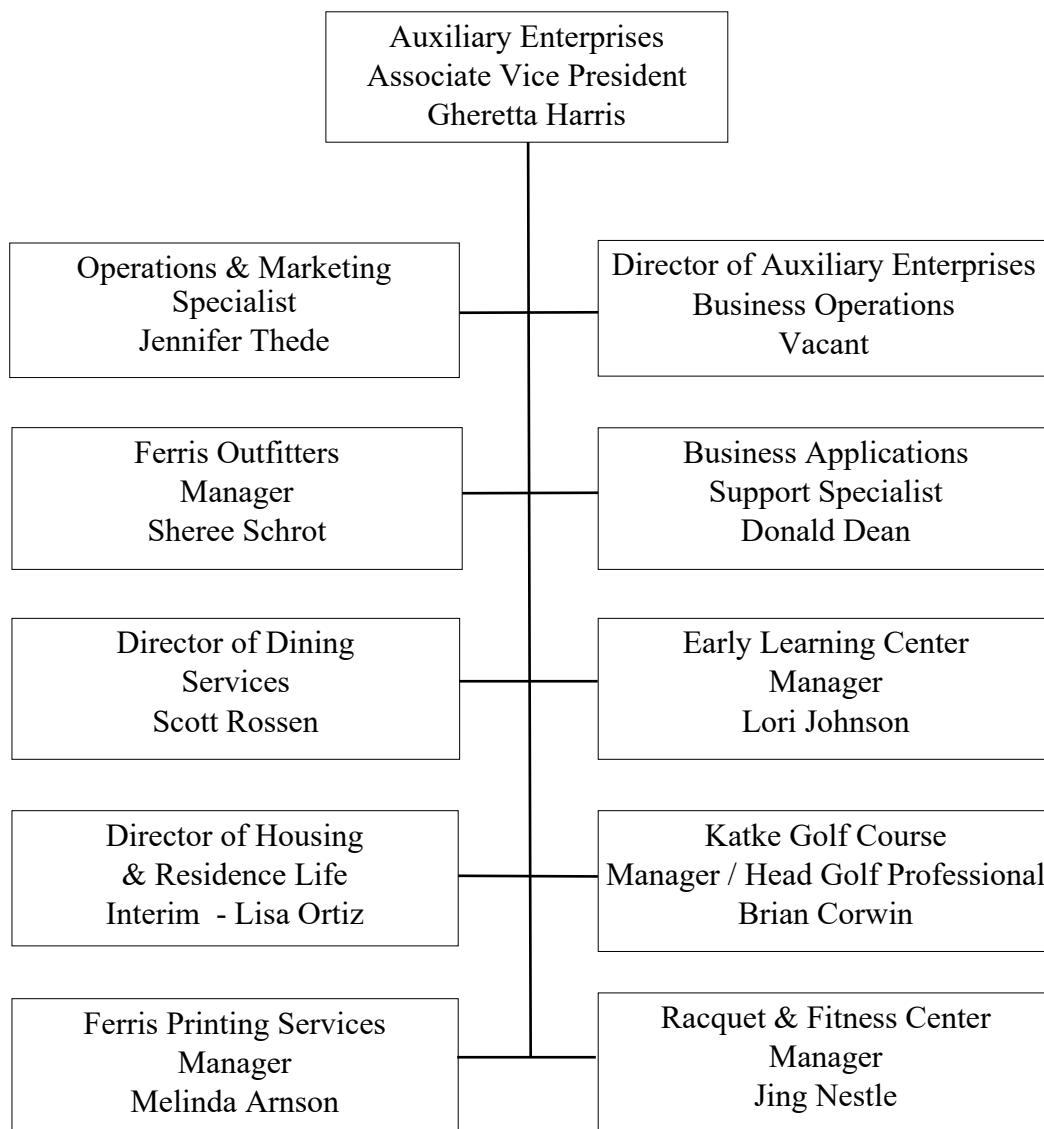 Auxiliary Enterprises
Associate Vice President
Gheretta Harris
Operations & Marketing
Specialist
Jennifer Thede
Director of Auxiliary Enterprises
Business Operations
Vacant
Ferris Outfitters
Manager
Sheree Schrot
Business Applications
Support Specialist
Donald Dean
Director of Dining
Services
Scott Rossen
Early Learning Center
Manager
Lori Johnson
Director of Housing
& Residence Life
Interim - Lisa Ortiz
Katke Golf Course
Manager / Head Golf Professional
Brian Corwin
Ferris Printing Services
Manager
Melinda Arnson
Racquet & Fitness Center
Manager
Jing Nestle